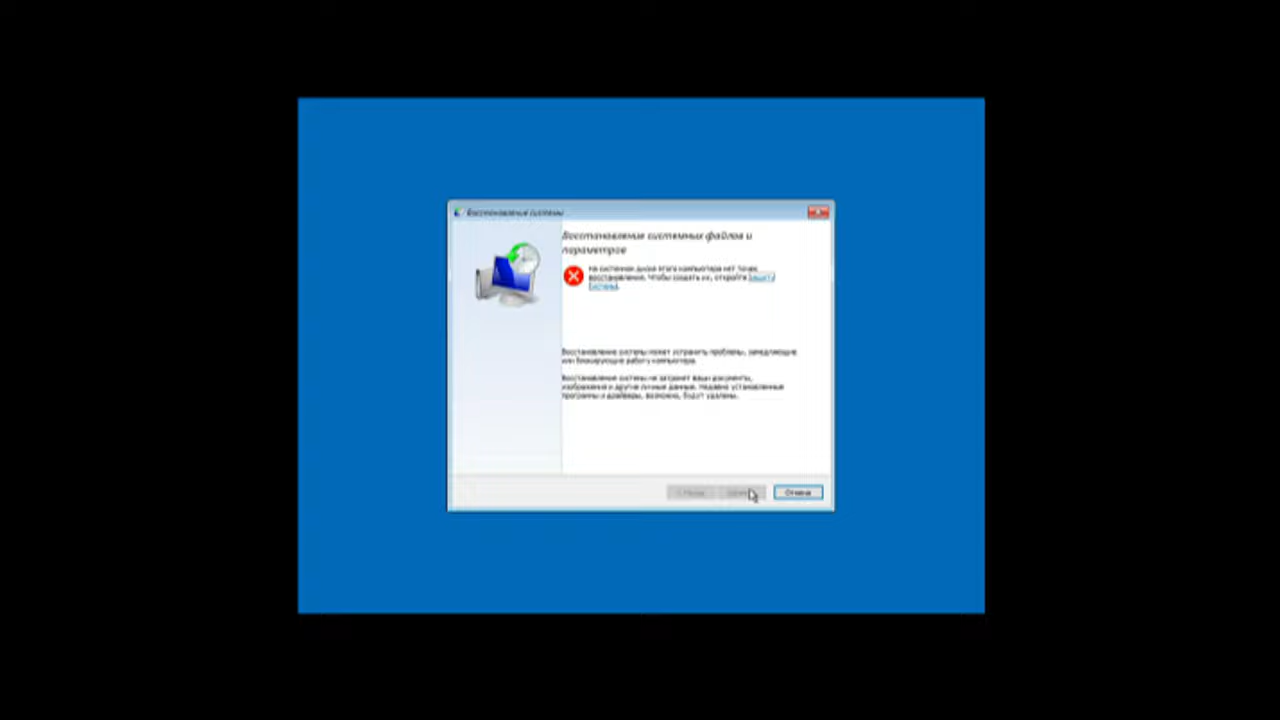 Восстановление системы
Восстановление системных файлов и
параметров
На системном диске этого компьютера нет точек
восстановления. Чтобы создать их, откройте Защиту
системы.
Восстановление системы может устранить проблемы, замедляющие
или блокирующие работу компьютера.
Восстановление системы не затронет ваши документы,
изображения и другие личные данные. Недавно установленные
программы и драйверы, возможно, будут удалены.
< Назад
Отмена